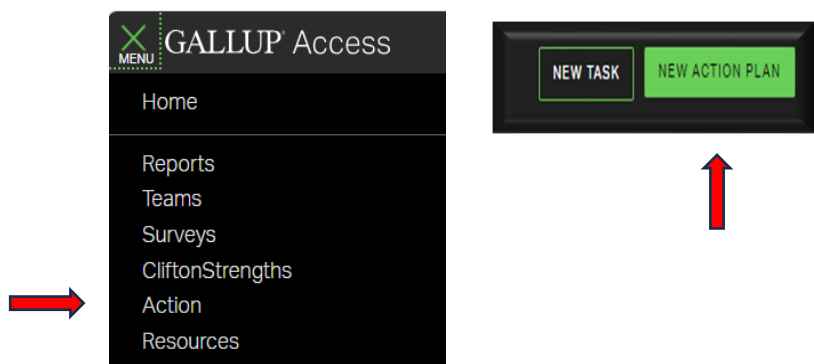 MENU GALLUP® Access
Home
Reports
Teams
Surveys
CliftonStrengths
Action
Resources
NEW TASK
NEW ACTION PLAN